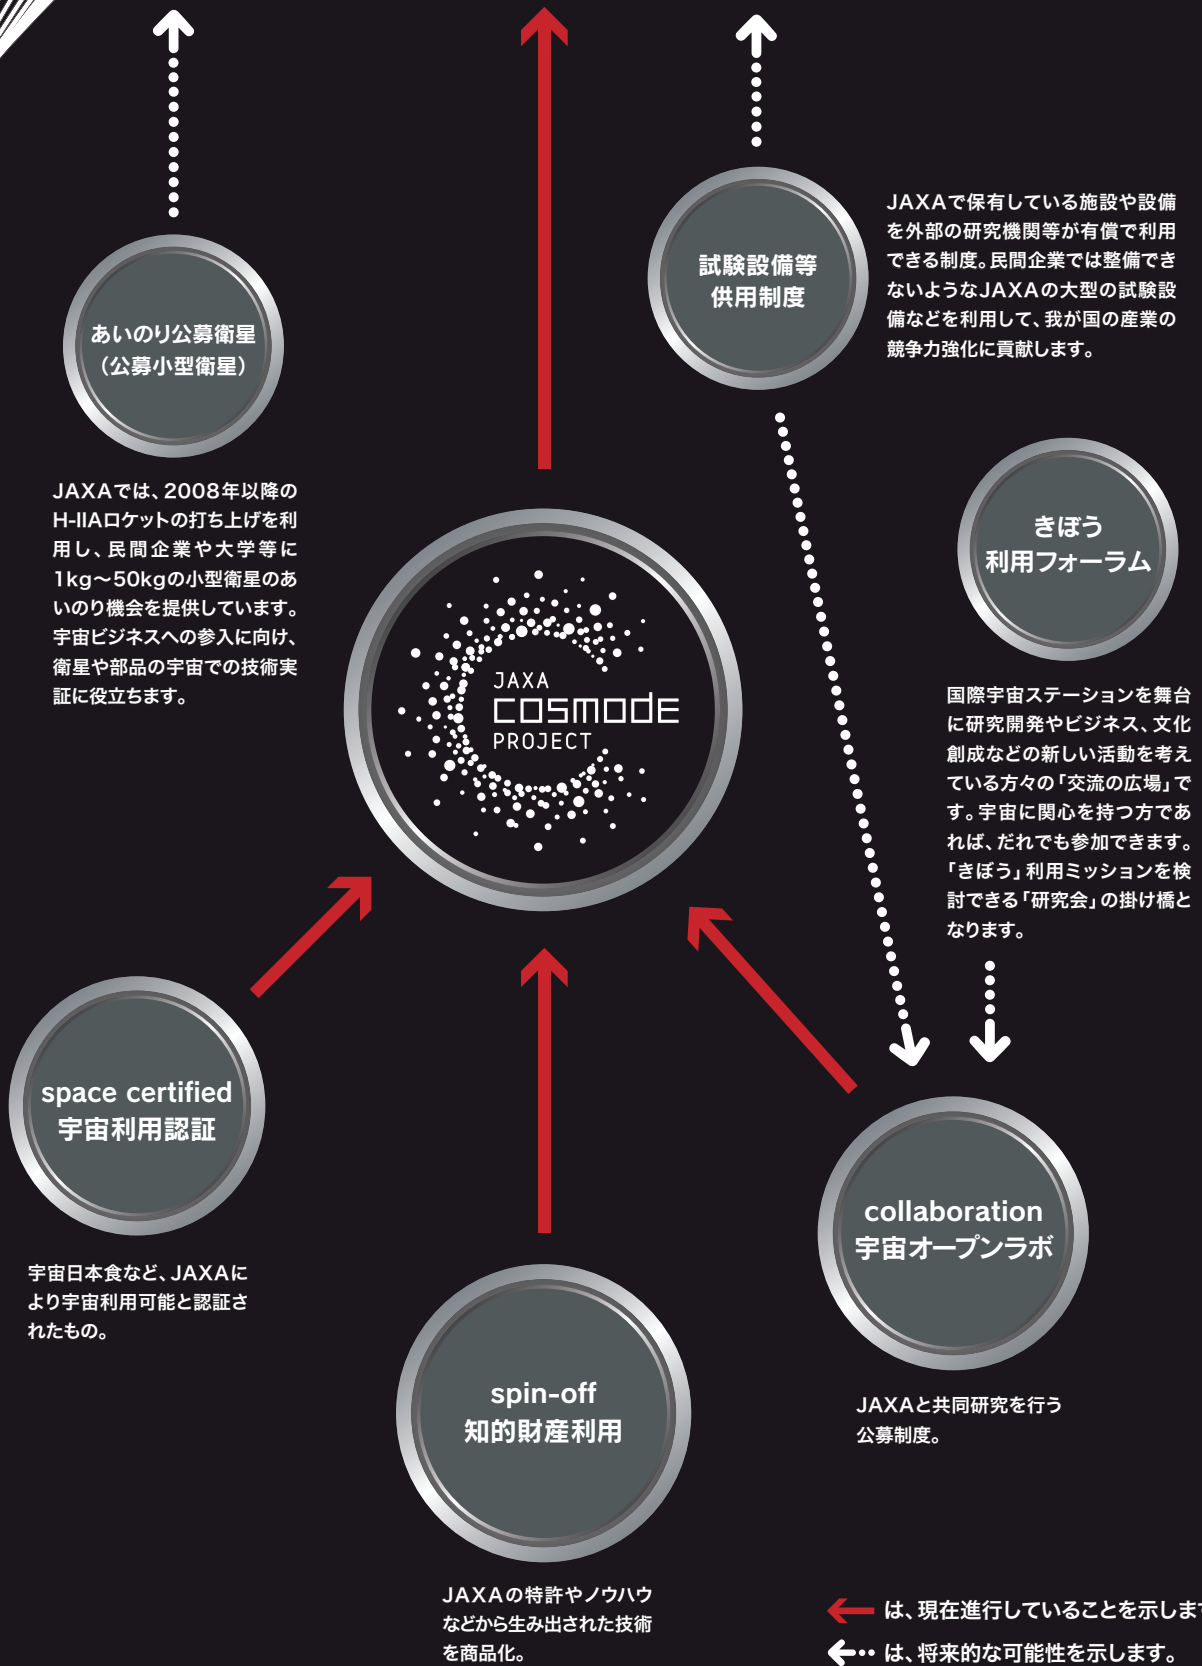 あいのり公募衛星
（公募小型衛星）
JAXAでは、2008年以降の
H-IIAロケットの打ち上げを利
用し、民間企業や大学等に
1kg〜50kgの小型衛星のあ
いのり機会を提供しています。
宇宙ビジネスへの参入に向け、
衛星や部品の宇宙での技術実
証に役立ちます。
試験設備等
供用制度
JAXAで保有している施設や設備
を外部の研究機関等が有償で利用
できる制度。民間企業では整備でき
ないようなJAXAの大型の試験設
備などを利用して、我が国の産業の
競争力強化に貢献します。
きぼう
利用フォーラム
国際宇宙ステーションを舞台
に研究開発やビジネス、文化
創成などの新しい活動を考え
ている方々の「交流の広場」で
す。宇宙に関心を持つ方であ
れば、だれでも参加できます。
「きぼう」利用ミッションを検
討できる「研究会」の掛け橋と
なります。
JAXA
COSMODE
PROJECT
space certified
宇宙利用認証
宇宙日本食など、JAXAに
より宇宙利用可能と認証さ
れたもの。
spin-off
知的財産利用
JAXAの特許やノウハウ
などから生み出された技術
を商品化。
collaboration
宇宙オープンラボ
JAXAと共同研究を行う
公募制度。
は、現在進行していることを示します
は、将来的な可能性を示します。